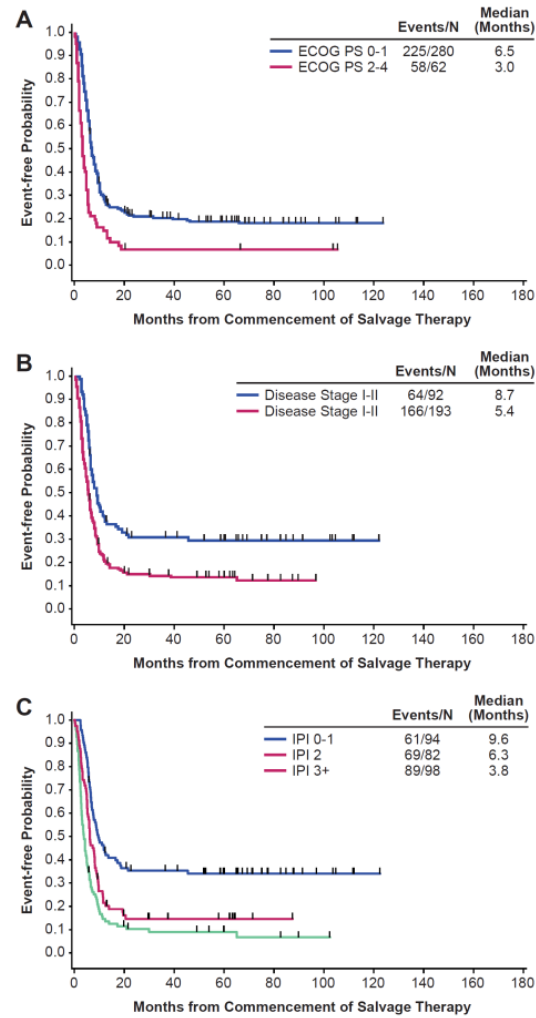 A
Events/N Median (Months)
ECOG PS 0-1 225/280 6.5
ECOG PS 2-4 58/62 3.0
Event-free Probability
1.0
0.9
0.8
0.7
0.6
0.5
0.4
0.3
0.2
0.1
0.0
0 20 40 60 80 100 120 140 160 180
Months from Commencement of Salvage Therapy
B
Events/N Median (Months)
Disease Stage I-II 64/92 8.7
Disease Stage I-II 166/193 5.4
Event-free Probability
1.0
0.9
0.8
0.7
0.6
0.5
0.4
0.3
0.2
0.1
0.0
0 20 40 60 80 100 120 140 160 180
Months from Commencement of Salvage Therapy
C
Events/N Median (Months)
IPI 0-1 61/94 9.6
IPI 2 69/82 6.3
IPI 3+ 89/98 3.8
Event-free Probability
1.0
0.9
0.8
0.7
0.6
0.5
0.4
0.3
0.2
0.1
0.0
0 20 40 60 80 100 120 140 160 180
Months from Commencement of Salvage Therapy